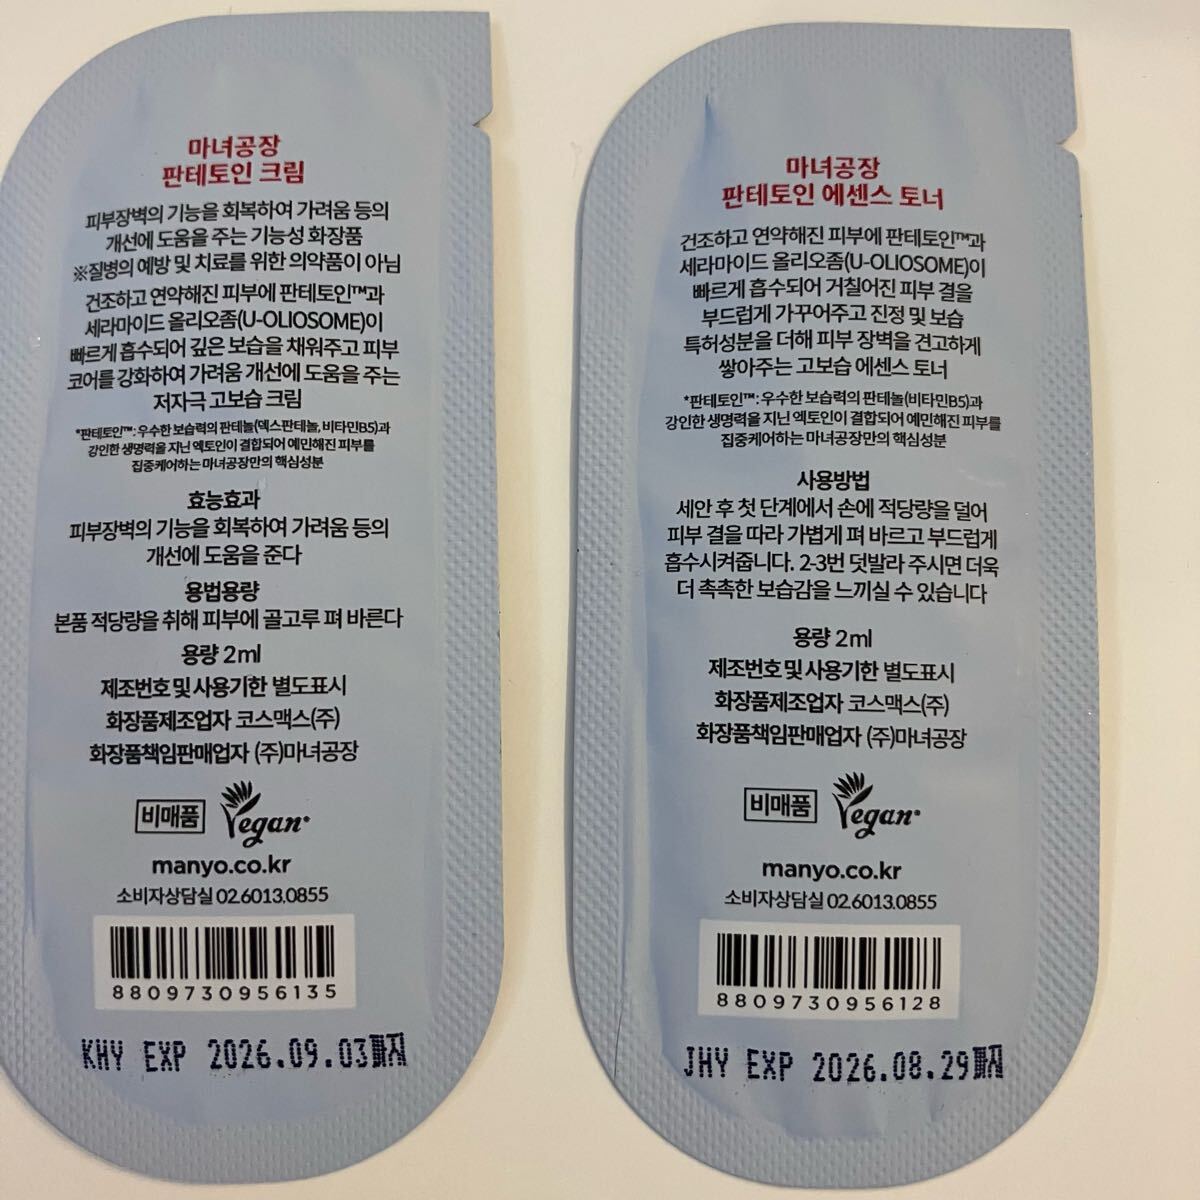 마녀공장
판테토인 크림
피부장벽의 기능을 회복하여 가려움 등의
개선에 도움을 주는 기능성 화장품
※질병의 예방 및 치료를 위한 의약품이 아님
건조하고 연약해진 피부에 판테토인™과
세라마이드 올리오좀(U-OLIOSOME)이
빠르게 흡수되어 깊은 보습을 채워주고 피부
코어를 강화하여 가려움 개선에 도움을 주는
저자극 고보습 크림
*판테토인™: 우수한 보습력의 판테놀(덱스판테놀, 비타민B5)과
강인한 생명력을 지닌 엑토인이 결합되어 예민해진 피부를
집중케어하는 마녀공장만의 핵심성분
효능효과
피부장벽의 기능을 회복하여 가려움 등의
개선에 도움을 준다
용법용량
본품 적당량을 취해 피부에 골고루 펴 바른다
용량 2ml
제조번호 및 사용기한 별도표시
화장품제조업자 코스맥스(주)
화장품책임판매업자 (주)마녀공장
비매품 Vegan
manyo.co.kr
소비자상담실 02.6013.0855
8809730956135
KHY EXP 2026.09.03까지
마녀공장
판테토인 에센스 토너
건조하고 연약해진 피부에 판테토인™과
세라마이드 올리오좀(U-OLIOSOME)이
빠르게 흡수되어 거칠어진 피부 결을
부드럽게 가꾸어주고 진정 및 보습
특허성분을 더해 피부 장벽을 견고하게
쌓아주는 고보습 에센스 토너
*판테토인™: 우수한 보습력의 판테놀(비타민B5)과
강인한 생명력을 지닌 엑토인이 결합되어 예민해진 피부를
집중케어하는 마녀공장만의 핵심성분
사용방법
세안 후 첫 단계에서 손에 적당량을 덜어
피부 결을 따라 가볍게 펴 바르고 부드럽게
흡수시켜줍니다. 2-3번 덧발라 주시면 더욱
더 촉촉한 보습감을 느끼실 수 있습니다
용량 2ml
제조번호 및 사용기한 별도표시
화장품제조업자 코스맥스(주)
화장품책임판매업자 (주)마녀공장
비매품 Vegan
manyo.co.kr
소비자상담실 02.6013.0855
8809730956128
JHY EXP 2026.08.29까지